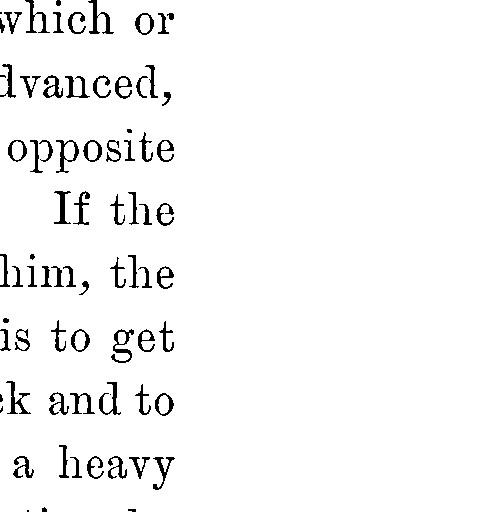 which or
dvanced,
opposite
If the
him, the
is to get
k and to
a heavy